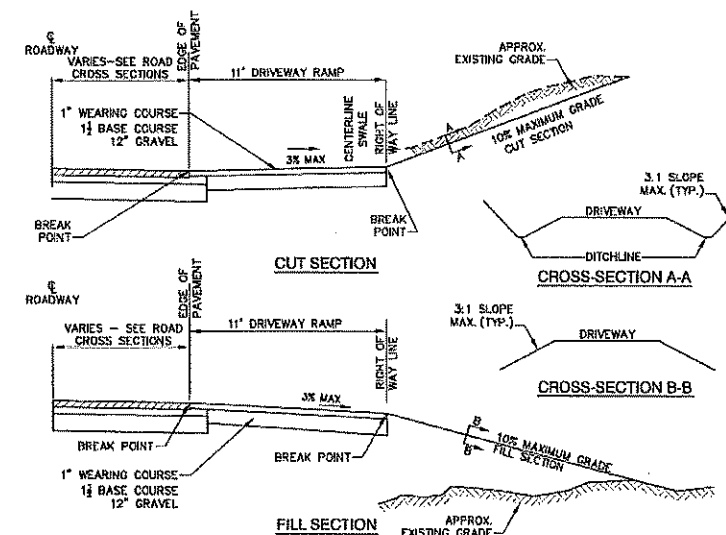 ℄
ROADWAY
VARIES-SEE ROAD
CROSS SECTIONS
EDGE OF
PAVEMENT
11' DRIVEWAY RAMP
1" WEARING COURSE
1½ BASE COURSE
12" GRAVEL
3% MAX
CENTERLINE
SWALE
RIGHT OF
WAY LINE
APPROX.
EXISTING GRADE
A
A
10% MAXIMUM GRADE
CUT SECTION
BREAK
POINT
BREAK
POINT
CUT SECTION
3:1 SLOPE
MAX. (TYP.)
DRIVEWAY
DITCHLINE
CROSS-SECTION A-A
℄
ROADWAY
VARIES - SEE ROAD
CROSS SECTIONS
EDGE OF
PAVEMENT
11' DRIVEWAY RAMP
RIGHT OF
WAY LINE
3:1 SLOPE
MAX. (TYP.)
DRIVEWAY
CROSS-SECTION B-B
3% MAX
BREAK POINT
BREAK POINT
1" WEARING COURSE
1½ BASE COURSE
12" GRAVEL
B
B
10% MAXIMUM GRADE
FILL SECTION
FILL SECTION
APPROX.
EXISTING GRADE